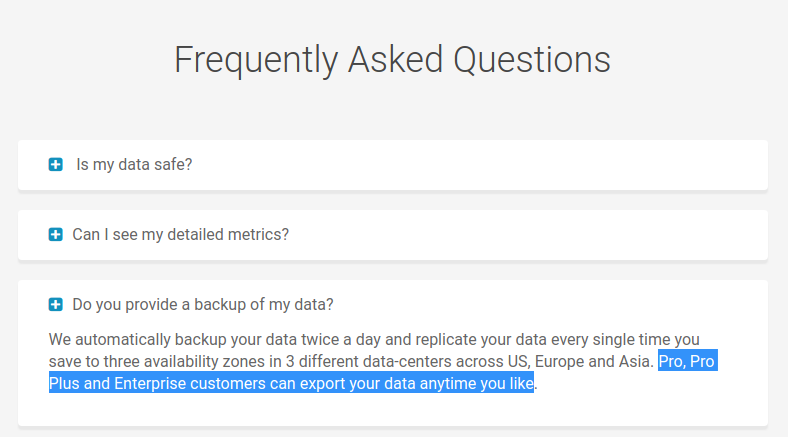 Frequently Asked Questions
Is my data safe?
Can I see my detailed metrics?
Do you provide a backup of my data?
We automatically backup your data twice a day and replicate your data every single time you
save to three availability zones in 3 different data-centers across US, Europe and Asia. Pro, Pro
Plus and Enterprise customers can export your data anytime you like.